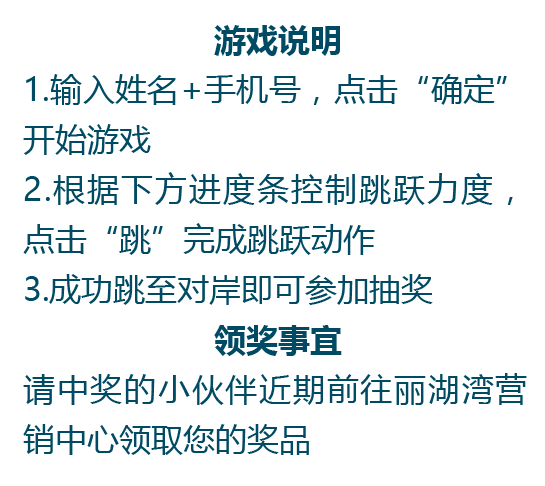 游戏说明
1.输入姓名+手机号，点击“确定”
开始游戏
2.根据下方进度条控制跳跃力度，
点击“跳”完成跳跃动作
3.成功跳至对岸即可参加抽奖
领奖事宜
请中奖的小伙伴近期前往丽湖湾营
销中心领取您的奖品